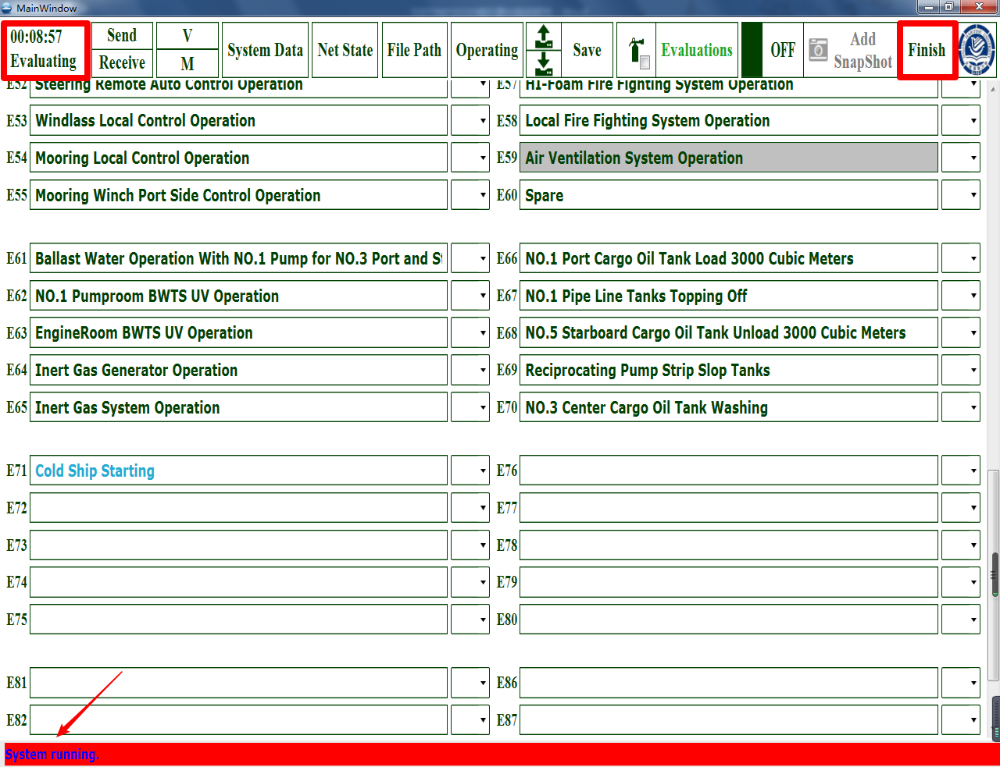 MainWindow
00:08:57
Evaluating
Send
Receive
V
M
System Data
Net State
File Path
Operating
Save
Evaluations
OFF
Add
SnapShot
Finish
E52 Steering Remote Auto Control Operation
E57 HI-Foam Fire Fighting System Operation
E53 Windlass Local Control Operation
E58 Local Fire Fighting System Operation
E54 Mooring Local Control Operation
E59 Air Ventilation System Operation
E55 Mooring Winch Port Side Control Operation
E60 Spare
E61 Ballast Water Operation With NO.1 Pump for NO.3 Port and St
E66 NO.1 Port Cargo Oil Tank Load 3000 Cubic Meters
E62 NO.1 Pumproom BWTS UV Operation
E67 NO.1 Pipe Line Tanks Topping Off
E63 EngineRoom BWTS UV Operation
E68 NO.5 Starboard Cargo Oil Tank Unload 3000 Cubic Meters
E64 Inert Gas Generator Operation
E69 Reciprocating Pump Strip Slop Tanks
E65 Inert Gas System Operation
E70 NO.3 Center Cargo Oil Tank Washing
E71 Cold Ship Starting
E76
E72
E77
E73
E78
E74
E79
E75
E80
E81
E86
E82
E87
System running.